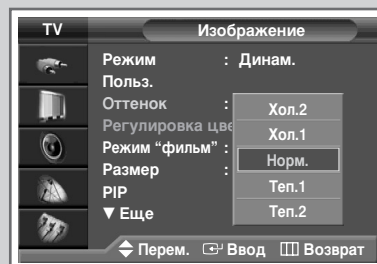 TV Изображение
Режим : Динам.
Польз.
Оттенок :
Регулировка цве
Режим “фильм” :
Размер :
PIP
▼ Еще
Хол.2
Хол.1
Норм.
Теп.1
Теп.2
Перем. Ввод Возврат